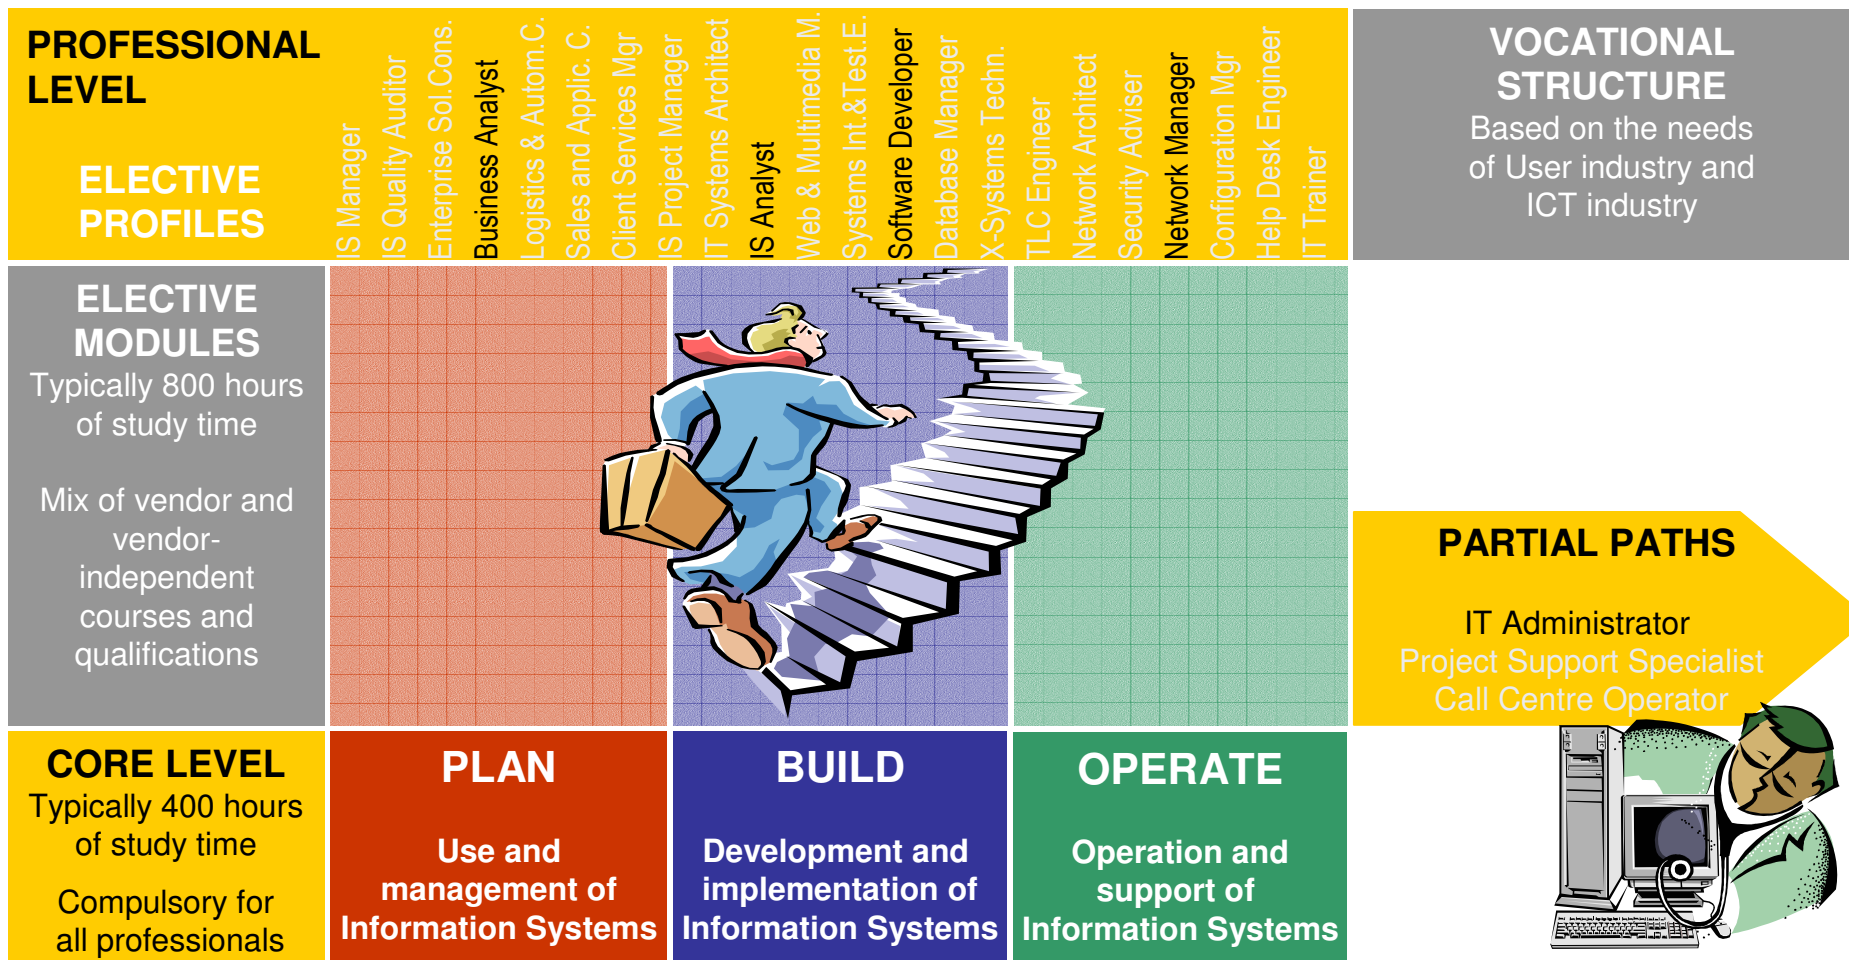 PROFESSIONAL
LEVEL
ELECTIVE
PROFILES
IS Manager
IS Quality Auditor
Enterprise Sol.Cons.
Business Analyst
Logistics & Autom.C.
Sales and Applic. C.
Client Services Mgr
IS Project Manager
IT Systems Architect
IS Analyst
Web & Multimedia M.
Systems Int.&Test.E.
Software Developer
Database Manager
X-Systems Techn.
TLC Engineer
Network Architect
Security Adviser
Network Manager
Configuration Mgr
Help Desk Engineer
IT Trainer
VOCATIONAL
STRUCTURE
Based on the needs
of User industry and
ICT industry
ELECTIVE
MODULES
Typically 800 hours
of study time
Mix of vendor and
vendor-
independent
courses and
qualifications
PARTIAL PATHS
IT Administrator
Project Support Specialist
Call Centre Operator
CORE LEVEL
Typically 400 hours
of study time
Compulsory for
all professionals
PLAN
Use and
management of
Information Systems
BUILD
Development and
implementation of
Information Systems
OPERATE
Operation and
support of
Information Systems